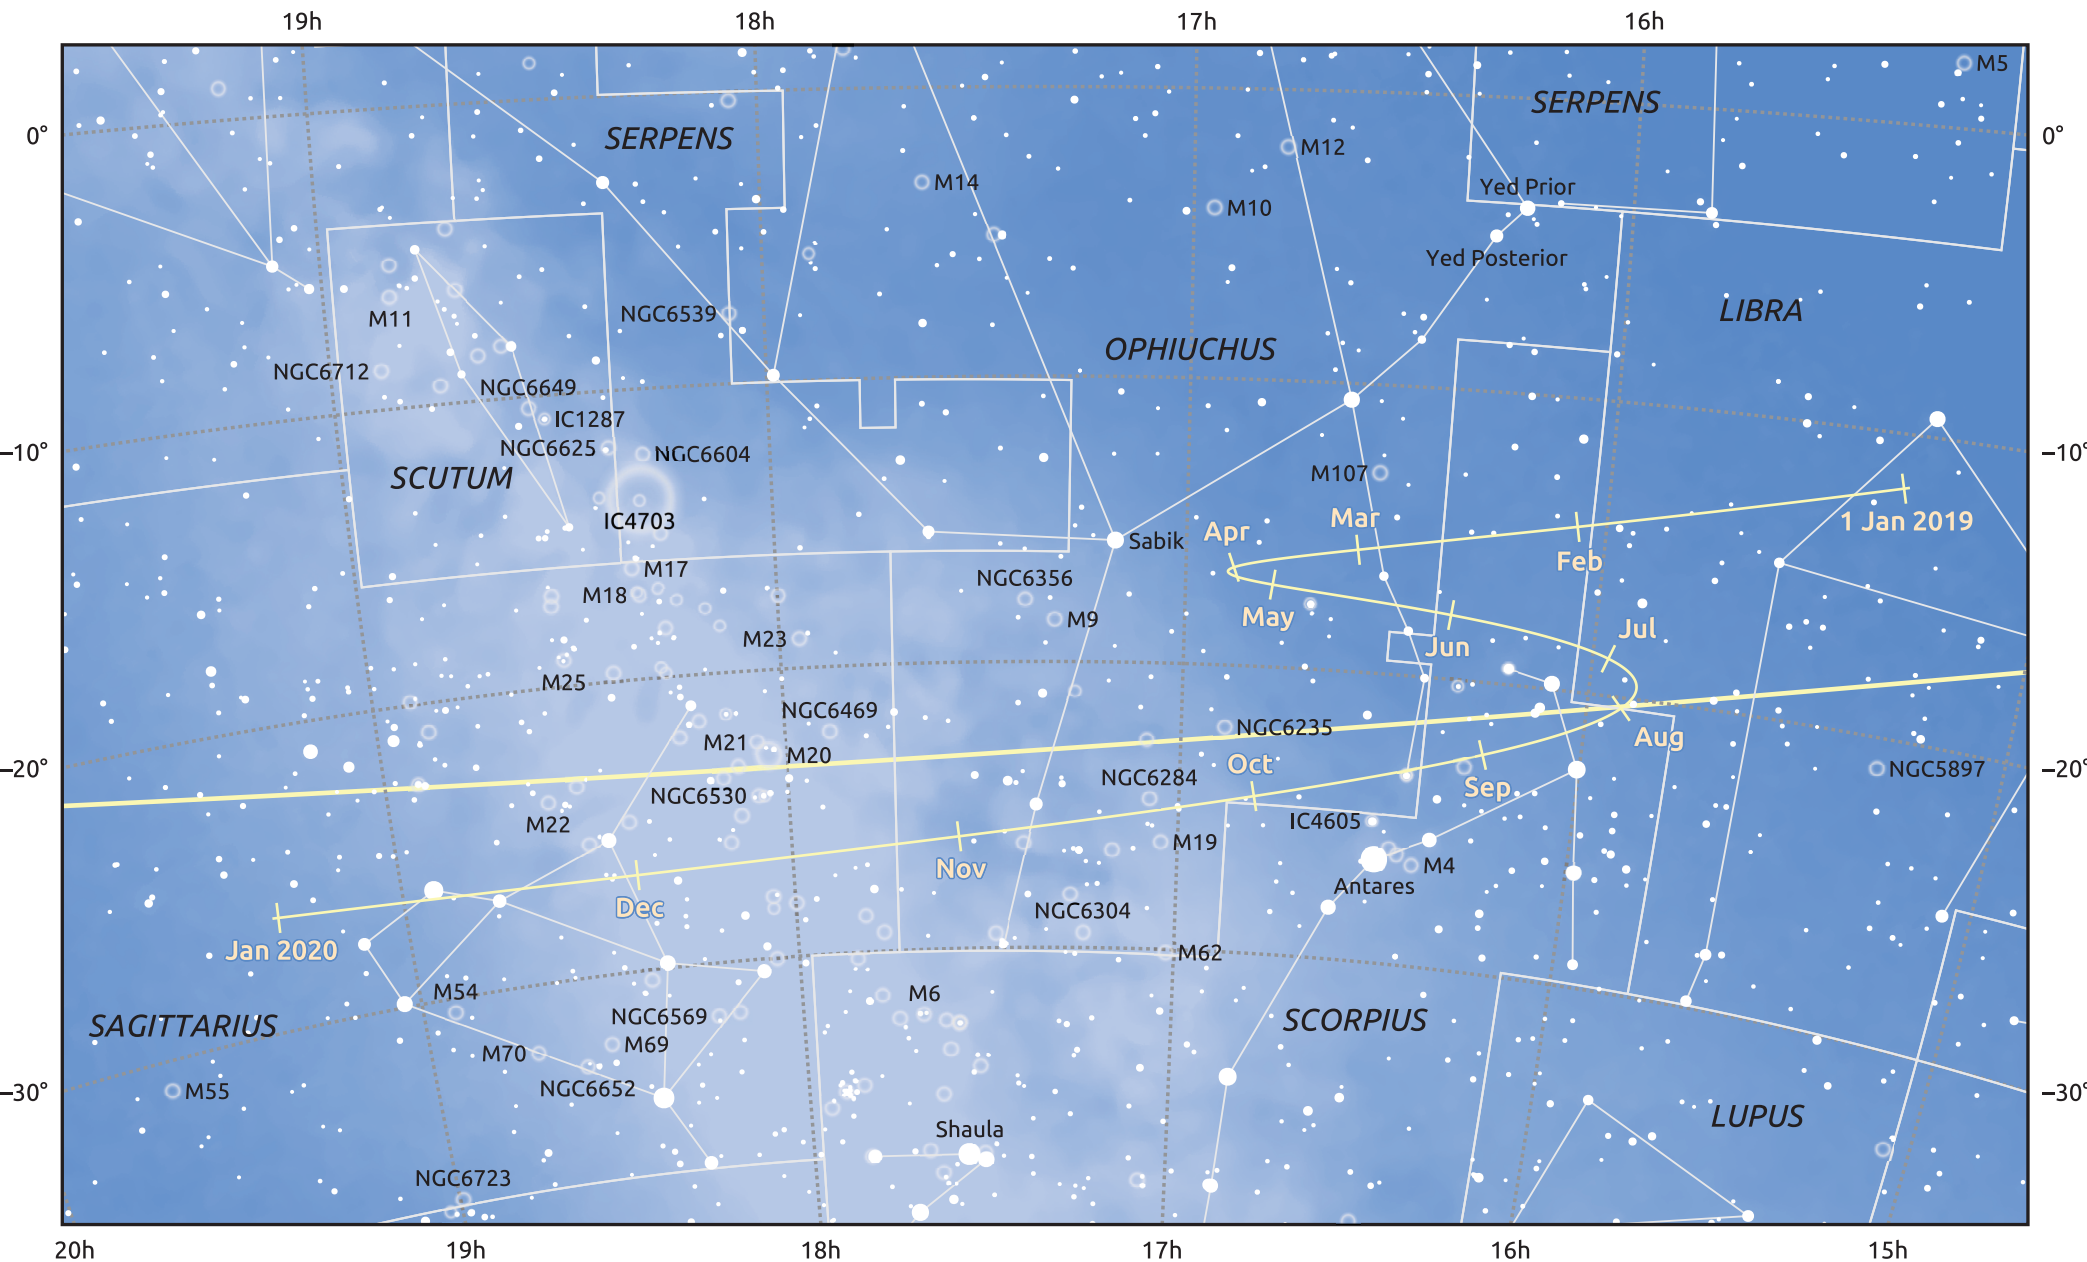 19h 18h 17h 16h
M5
SERPENS
0° SERPENS 0°
M12
M14 Yed Prior
M10
Yed Posterior
LIBRA
NGC6539
M11
OPHIUCHUS
NGC6712
NGC6649
IC1287
NGC6625 NGC6604
–10° –10°
SCUTUM M107
IC4703 Mar 1 Jan 2019
Apr
Sabik
Feb
M17 NGC6356
M18 May
M9 Jul
M23 Jun
M25
NGC6469
NGC6235 Aug
M21
M20 Oct
–20° NGC6284 NGC5897 –20°
NGC6530 Sep
M22 IC4605
M19
Nov M4
Antares
Dec NGC6304
Jan 2020 M62
M54 M6
NGC6569 SCORPIUS
SAGITTARIUS
M69
M70
–30° M55 NGC6652 –30°
LUPUS
Shaula
NGC6723
20h 19h 18h 17h 16h 15h